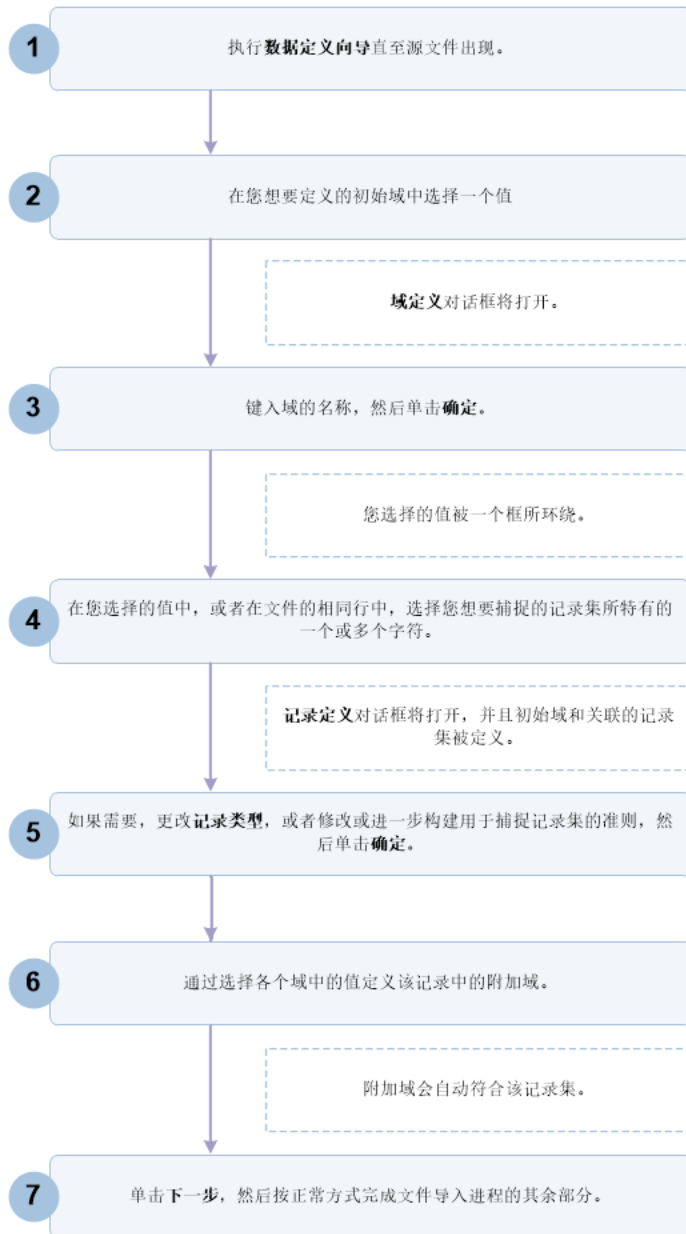 1
执行数据定义向导直至源文件出现。
2
在您想要定义的初始域中选择一个值
域定义对话框将打开。
3
键入域的名称，然后单击确定。
您选择的值被一个框所环绕。
4
在您选择的值中，或者在文件的相同行中，选择您想要捕捉的记录集所特有的
一个或多个字符。
记录定义对话框将打开，并且初始域和关联的记录
集被定义。
5
如果需要，更改记录类型，或者修改或进一步构建用于捕捉记录集的准则，然
后单击确定。
6
通过选择各个域中的值定义该记录中的附加域。
附加域会自动符合该记录集。
7
单击下一步，然后按正常方式完成文件导入进程的其余部分。